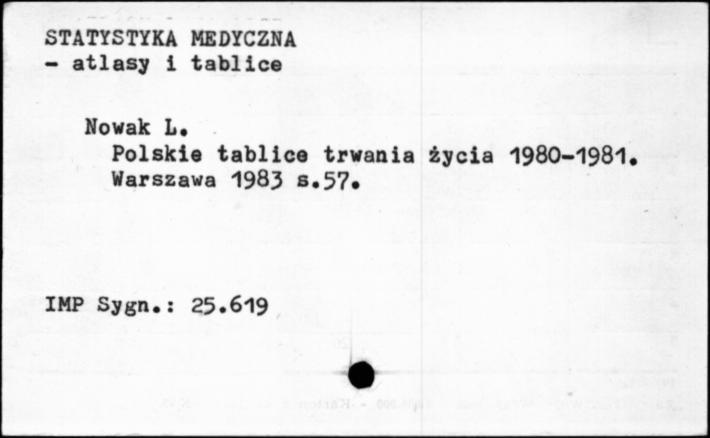 STATYSTYKA MEDYCZNA
- atlasy i tablice
Nowak L.
Polskie tablice trwania życia 1980-1981.
Warszawa 1983 s.57.
IMP Sygn.: 25.619